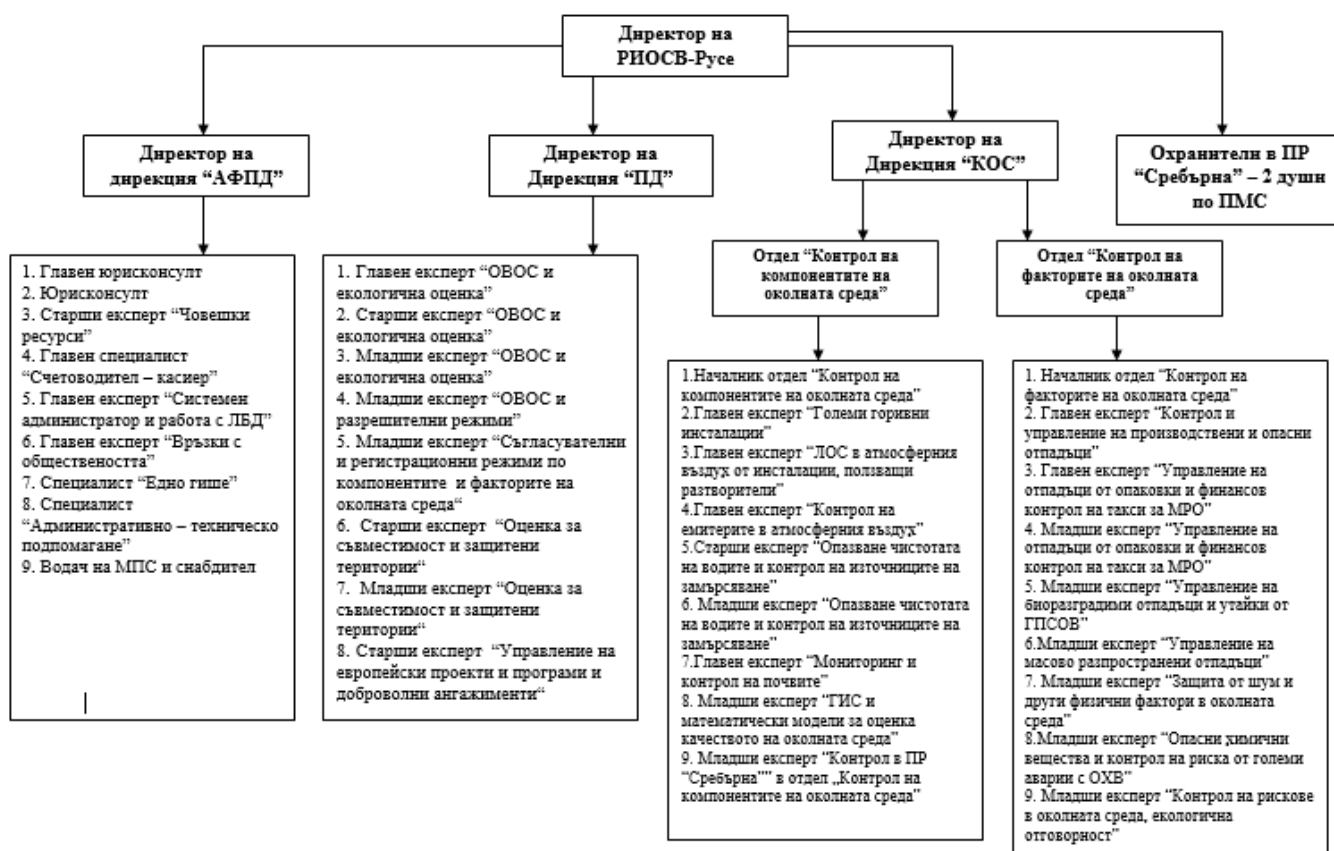 Директор на
РИОСВ-Русе
Директор на
дирекция “АФПД”
Директор на
Дирекция “ПД”
Директор на
Дирекция “КОС”
Охранители в ПР
“Сребърна” – 2 души
по ПМС
Отдел “Контрол на
компонентите на
околната среда”
Отдел “Контрол на
факторите на околната
среда”
1. Главен юрисконсулт
2. Юрисконсулт
3. Старши експерт “Човешки
ресурси”
4. Главен специалист
“Счетоводител – касиер”
5. Главен експерт “Системен
администратор и работа с ЛБД”
6. Главен експерт “Връзки с
обществеността”
7. Специалист “Едно гише”
8. Специалист
“Административно – техническо
подпомагане”
9. Водач на МПС и снабдител
1. Главен експерт “ОВОС и
екологична оценка”
2. Старши експерт “ОВОС и
екологична оценка”
3. Младши експерт “ОВОС и
екологична оценка”
4. Младши експерт “ОВОС и
разрешителни режими”
5. Младши експерт “Съгласувателни
и регистрационни режими по
компонентите и факторите на
околната среда“
6. Старши експерт “Оценка за
съвместимост и защитени
територии“
7. Младши експерт “Оценка за
съвместимост и защитени
територии“
8. Старши експерт “Управление на
европейски проекти и програми и
доброволни ангажименти“
1.Началник отдел “Контрол на
компонентите на околната среда”
2.Главен експерт “Големи горивни
инсталации”
3.Главен експерт “ЛОС в атмосферния
въздух от инсталации, ползващи
разтворители”
4.Главен експерт “Контрол на
емитерите в атмосферния въздух”
5.Старши експерт “Опазване чистотата
на водите и контрол на източниците на
замърсяване”
6. Младши експерт “Опазване чистотата
на водите и контрол на източниците на
замърсяване”
7.Главен експерт “Мониторинг и
контрол на почвите”
8. Младши експерт “ГИС и
математически модели за оценка
качеството на околната среда”
9. Младши експерт “Контрол в ПР
“Сребърна”” в отдел „Контрол на
компонентите на околната среда”
1. Началник отдел “Контрол на
факторите на околната среда”
2. Главен експерт “Контрол и
управление на производствени и опасни
отпадъци”
3. Главен експерт “Управление на
отпадъци от опаковки и финансов
контрол на такси за МРО”
4. Младши експерт “Управление на
отпадъци от опаковки и финансов
контрол на такси за МРО”
5. Младши експерт “Управление на
биоразградими отпадъци и утайки от
ГПСОВ”
6.Младши експерт “Управление на
масово разпространени отпадъци”
7. Младши експерт “Защита от шум и
други физични фактори в околната
среда”
8.Младши експерт “Опасни химични
вещества и контрол на риска от големи
аварии с ОХВ”
9. Младши експерт “Контрол на рискове
в околната среда, екологична
отговорност”